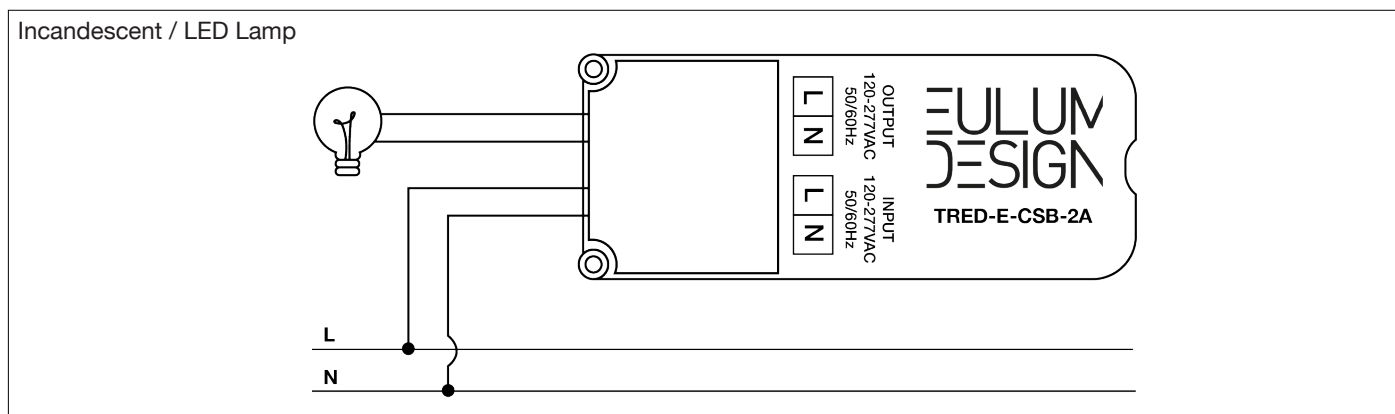 Incandescent / LED Lamp
L
N
OUTPUT
120-277VAC
50/60Hz
L
N
INPUT
120-277VAC
50/60Hz
EULUM
DESIGN
TRED-E-CSB-2A
L
N